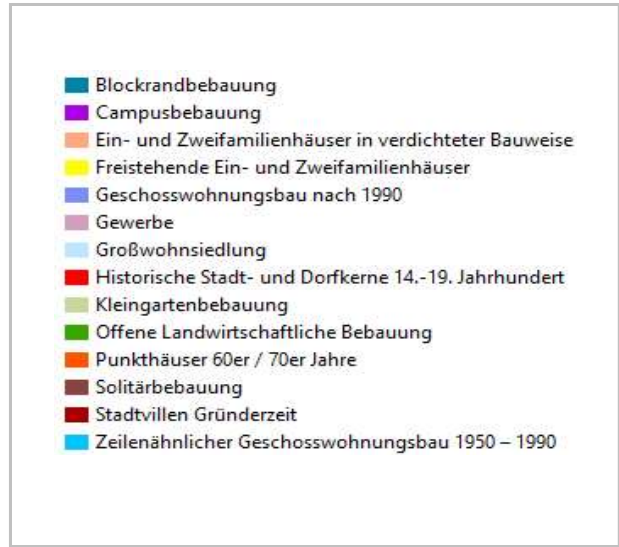 Blockrandbebauung
Campusbebauung
Ein- und Zweifamilienhäuser in verdichteter Bauweise
Freistehende Ein- und Zweifamilienhäuser
Geschosswohnungsbau nach 1990
Gewerbe
Großwohnsiedlung
Historische Stadt- und Dorfkerne 14.-19. Jahrhundert
Kleingartenbebauung
Offene Landwirtschaftliche Bebauung
Punkthäuser 60er / 70er Jahre
Solitärbebauung
Stadtvillen Gründerzeit
Zeilenähnlicher Geschosswohnungsbau 1950 – 1990